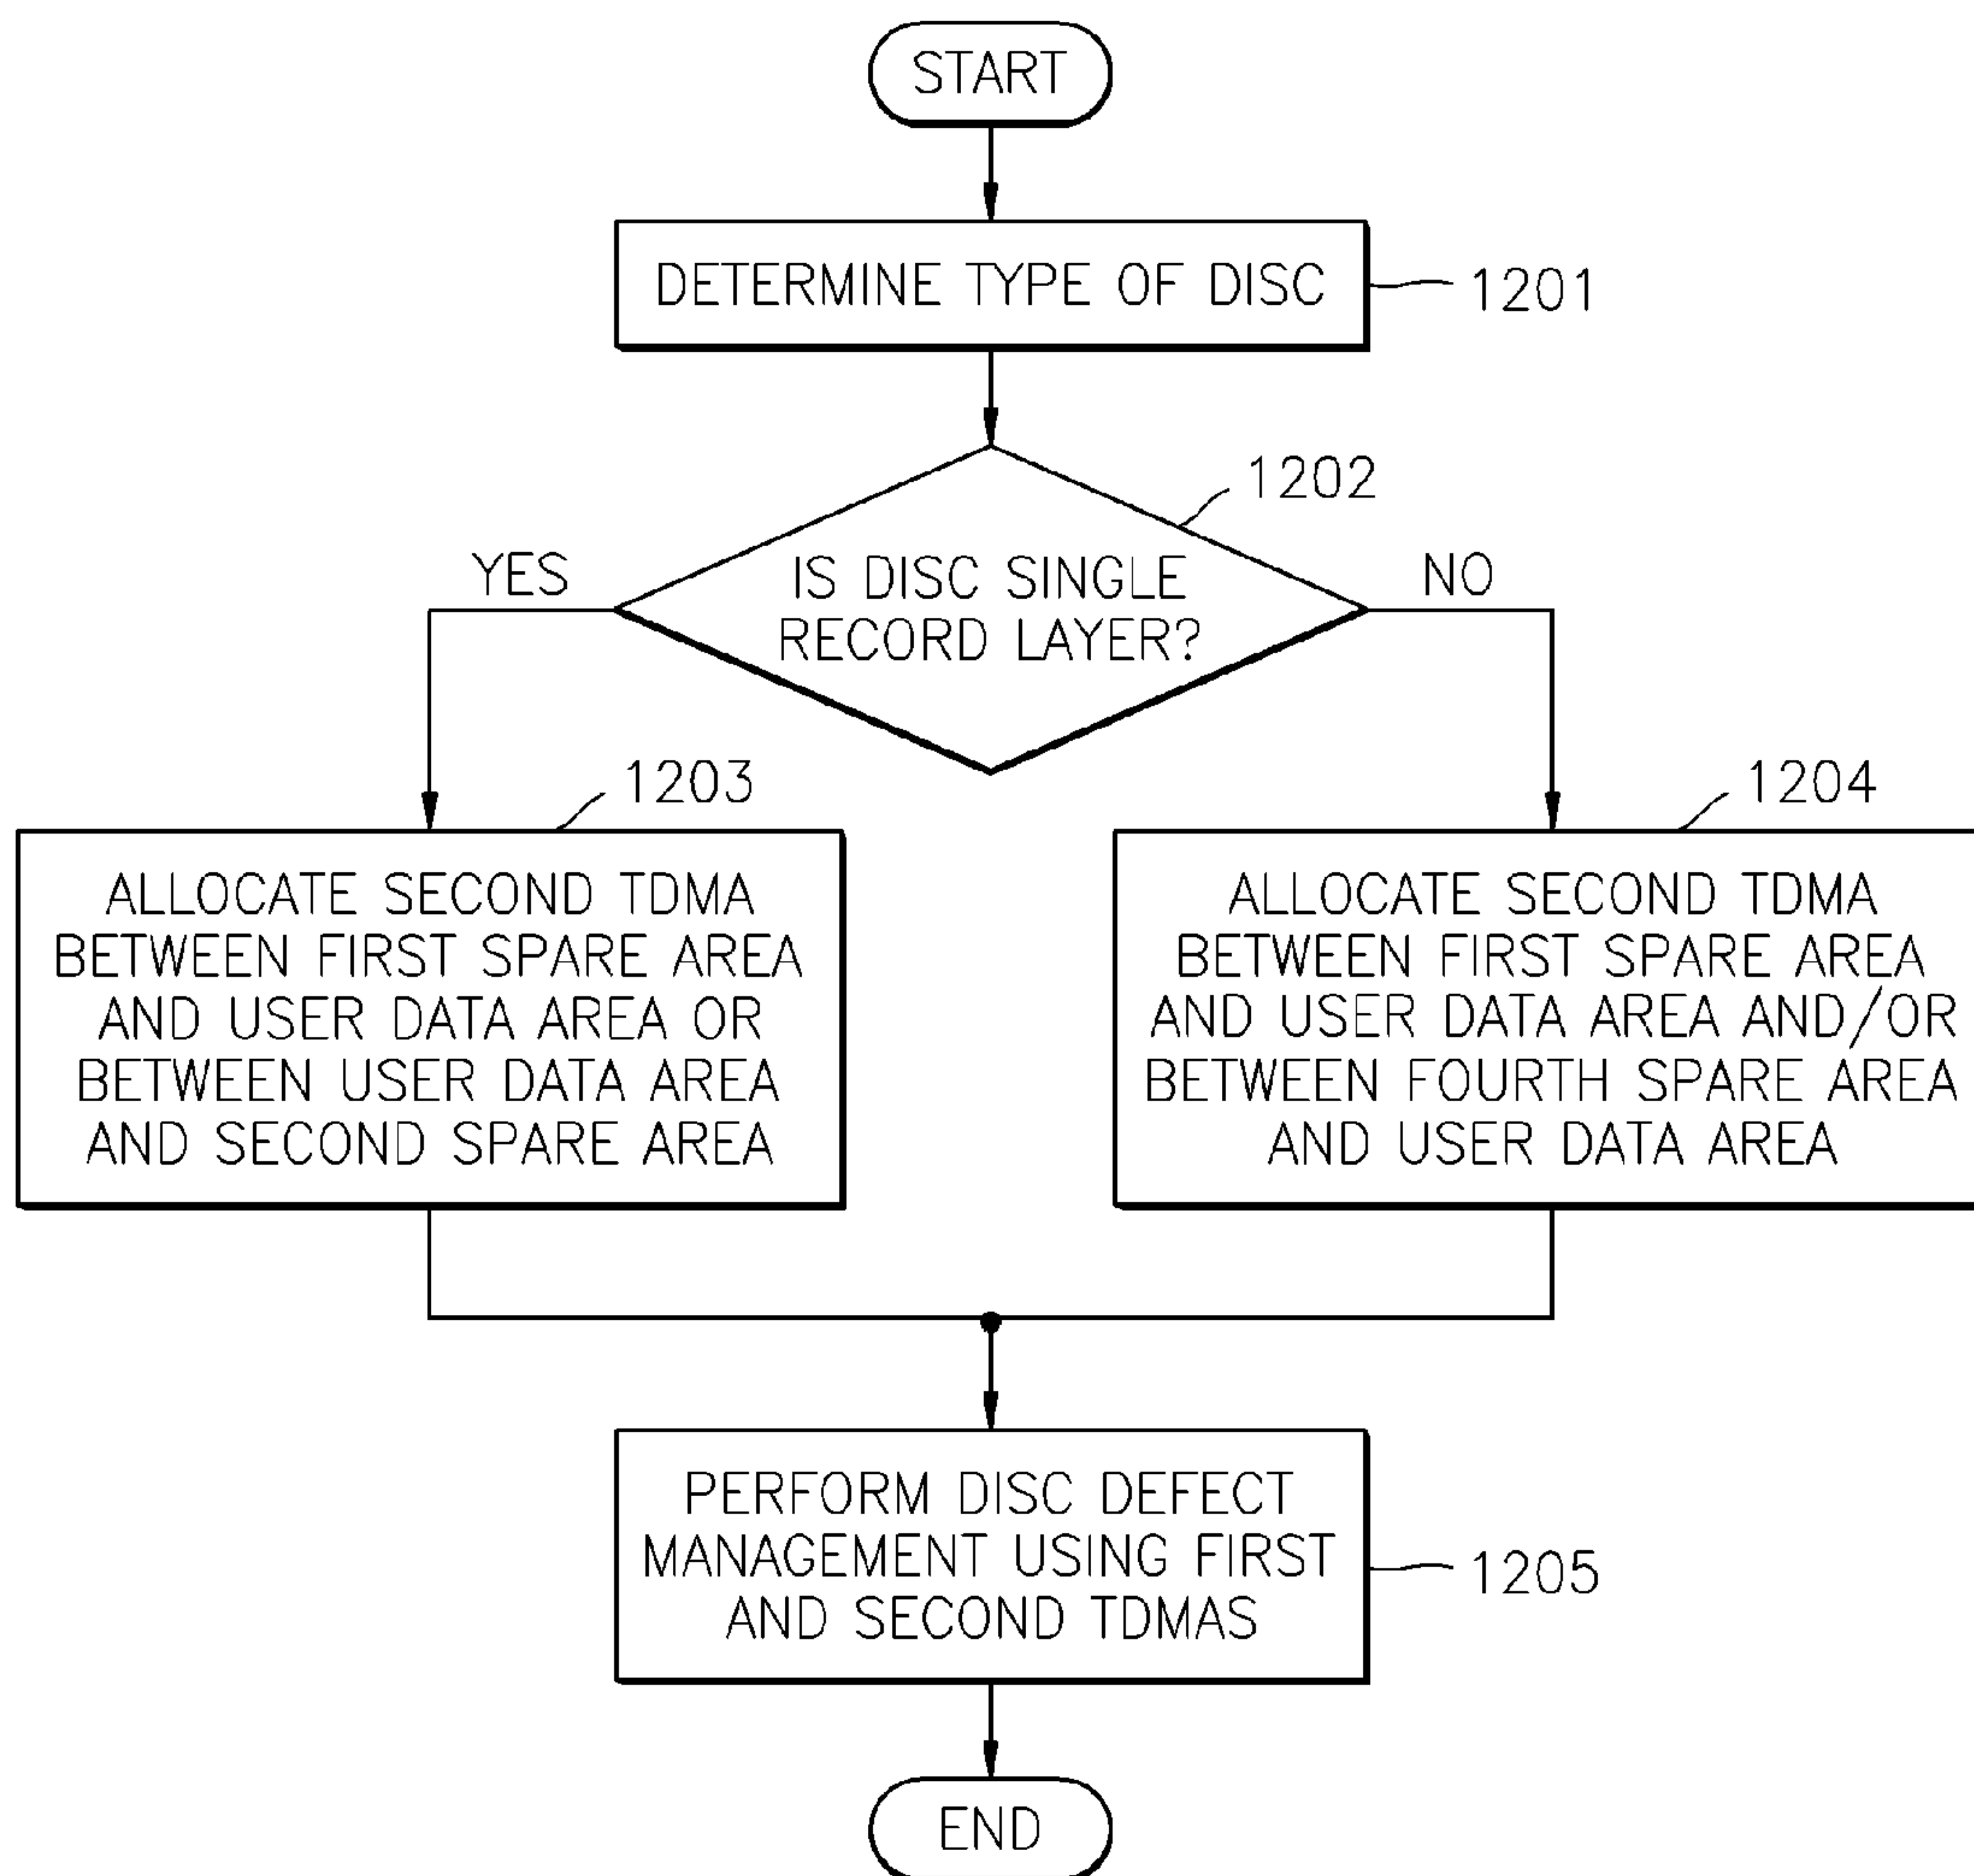 START
DETERMINE TYPE OF DISC
1201
1202
IS DISC SINGLE
RECORD LAYER?
YES
NO
1203
ALLOCATE SECOND TDMA
BETWEEN FIRST SPARE AREA
AND USER DATA AREA OR
BETWEEN USER DATA AREA
AND SECOND SPARE AREA
1204
ALLOCATE SECOND TDMA
BETWEEN FIRST SPARE AREA
AND USER DATA AREA AND/OR
BETWEEN FOURTH SPARE AREA
AND USER DATA AREA
PERFORM DISC DEFECT
MANAGEMENT USING FIRST
AND SECOND TDMAS
1205
END